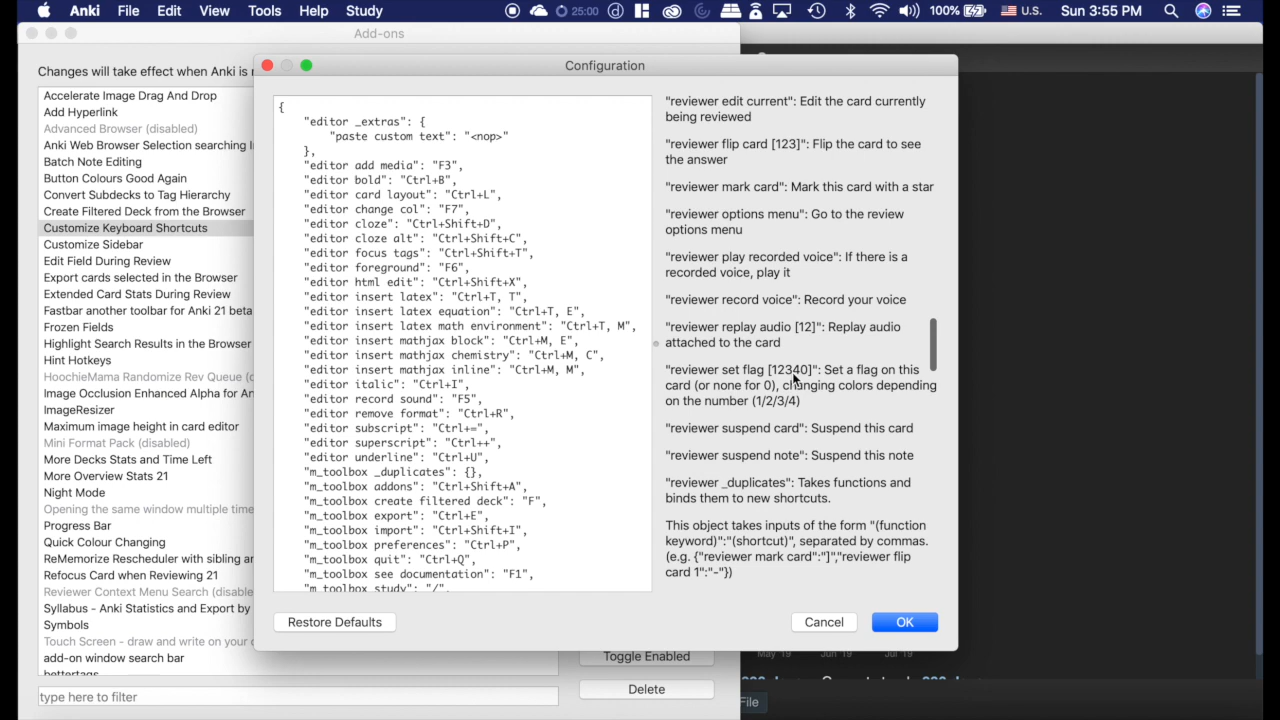 Anki File Edit View Tools Help Study 25:00 100% U.S. Sun 3:55 PM
Add-ons
Changes will take effect when Anki is
Accelerate Image Drag And Drop
Add Hyperlink
Advanced Browser (disabled)
Anki Web Browser Selection searching
Batch Note Editing
Button Colours Good Again
Convert Subdecks to Tag Hierarchy
Create Filtered Deck from the Browser
Customize Keyboard Shortcuts
Customize Sidebar
Edit Field During Review
Export cards selected in the Browser
Extended Card Stats During Review
Fastbar another toolbar for Anki 21 beta
Frozen Fields
Highlight Search Results in the Browser
Hint Hotkeys
HoochieMama Randomize Rev Queue (
Image Occlusion Enhanced Alpha for An
ImageResizer
Maximum image height in card editor
Mini Format Pack (disabled)
More Decks Stats and Time Left
More Overview Stats 21
Night Mode
Opening the same window multiple time
Progress Bar
Quick Colour Changing
ReMemorize Rescheduler with sibling an
Refocus Card when Reviewing 21
Reviewer Context Menu Search (disable
Syllabus - Anki Statistics and Export by
Symbols
Touch Screen - draw and write on your
add-on window search bar
bettertags
type here to filter
Toggle Enabled
Delete
Configuration
{
"editor _extras": {
"paste custom text": "<nop>"
},
"editor add media": "F3",
"editor bold": "Ctrl+B",
"editor card layout": "Ctrl+L",
"editor change col": "F7",
"editor cloze": "Ctrl+Shift+D",
"editor cloze alt": "Ctrl+Shift+C",
"editor focus tags": "Ctrl+Shift+T",
"editor foreground": "F6",
"editor html edit": "Ctrl+Shift+X",
"editor insert latex": "Ctrl+T, T",
"editor insert latex equation": "Ctrl+T, E",
"editor insert latex math environment": "Ctrl+T, M",
"editor insert mathjax block": "Ctrl+M, E",
"editor insert mathjax chemistry": "Ctrl+M, C",
"editor insert mathjax inline": "Ctrl+M, M",
"editor italic": "Ctrl+I",
"editor record sound": "F5",
"editor remove format": "Ctrl+R",
"editor subscript": "Ctrl+=",
"editor superscript": "Ctrl++",
"editor underline": "Ctrl+U",
"m_toolbox _duplicates": {},
"m_toolbox addons": "Ctrl+Shift+A",
"m_toolbox create filtered deck": "F",
"m_toolbox export": "Ctrl+E",
"m_toolbox import": "Ctrl+Shift+I",
"m_toolbox preferences": "Ctrl+P",
"m_toolbox quit": "Ctrl+Q",
"m_toolbox see documentation": "F1",
"m_toolbox study": "/",
"reviewer edit current": Edit the card currently
being reviewed
"reviewer flip card [123]": Flip the card to see
the answer
"reviewer mark card": Mark this card with a star
"reviewer options menu": Go to the review
options menu
"reviewer play recorded voice": If there is a
recorded voice, play it
"reviewer record voice": Record your voice
"reviewer replay audio [12]": Replay audio
attached to the card
"reviewer set flag [12340]": Set a flag on this
card (or none for 0), changing colors depending
on the number (1/2/3/4)
"reviewer suspend card": Suspend this card
"reviewer suspend note": Suspend this note
"reviewer _duplicates": Takes functions and
binds them to new shortcuts.
This object takes inputs of the form "(function
keyword)":"(shortcut)", separated by commas.
(e.g. {"reviewer mark card":"]","reviewer flip
card 1":"-"})
Restore Defaults
Cancel
OK
May '19 Jun '19 Jul '19
File